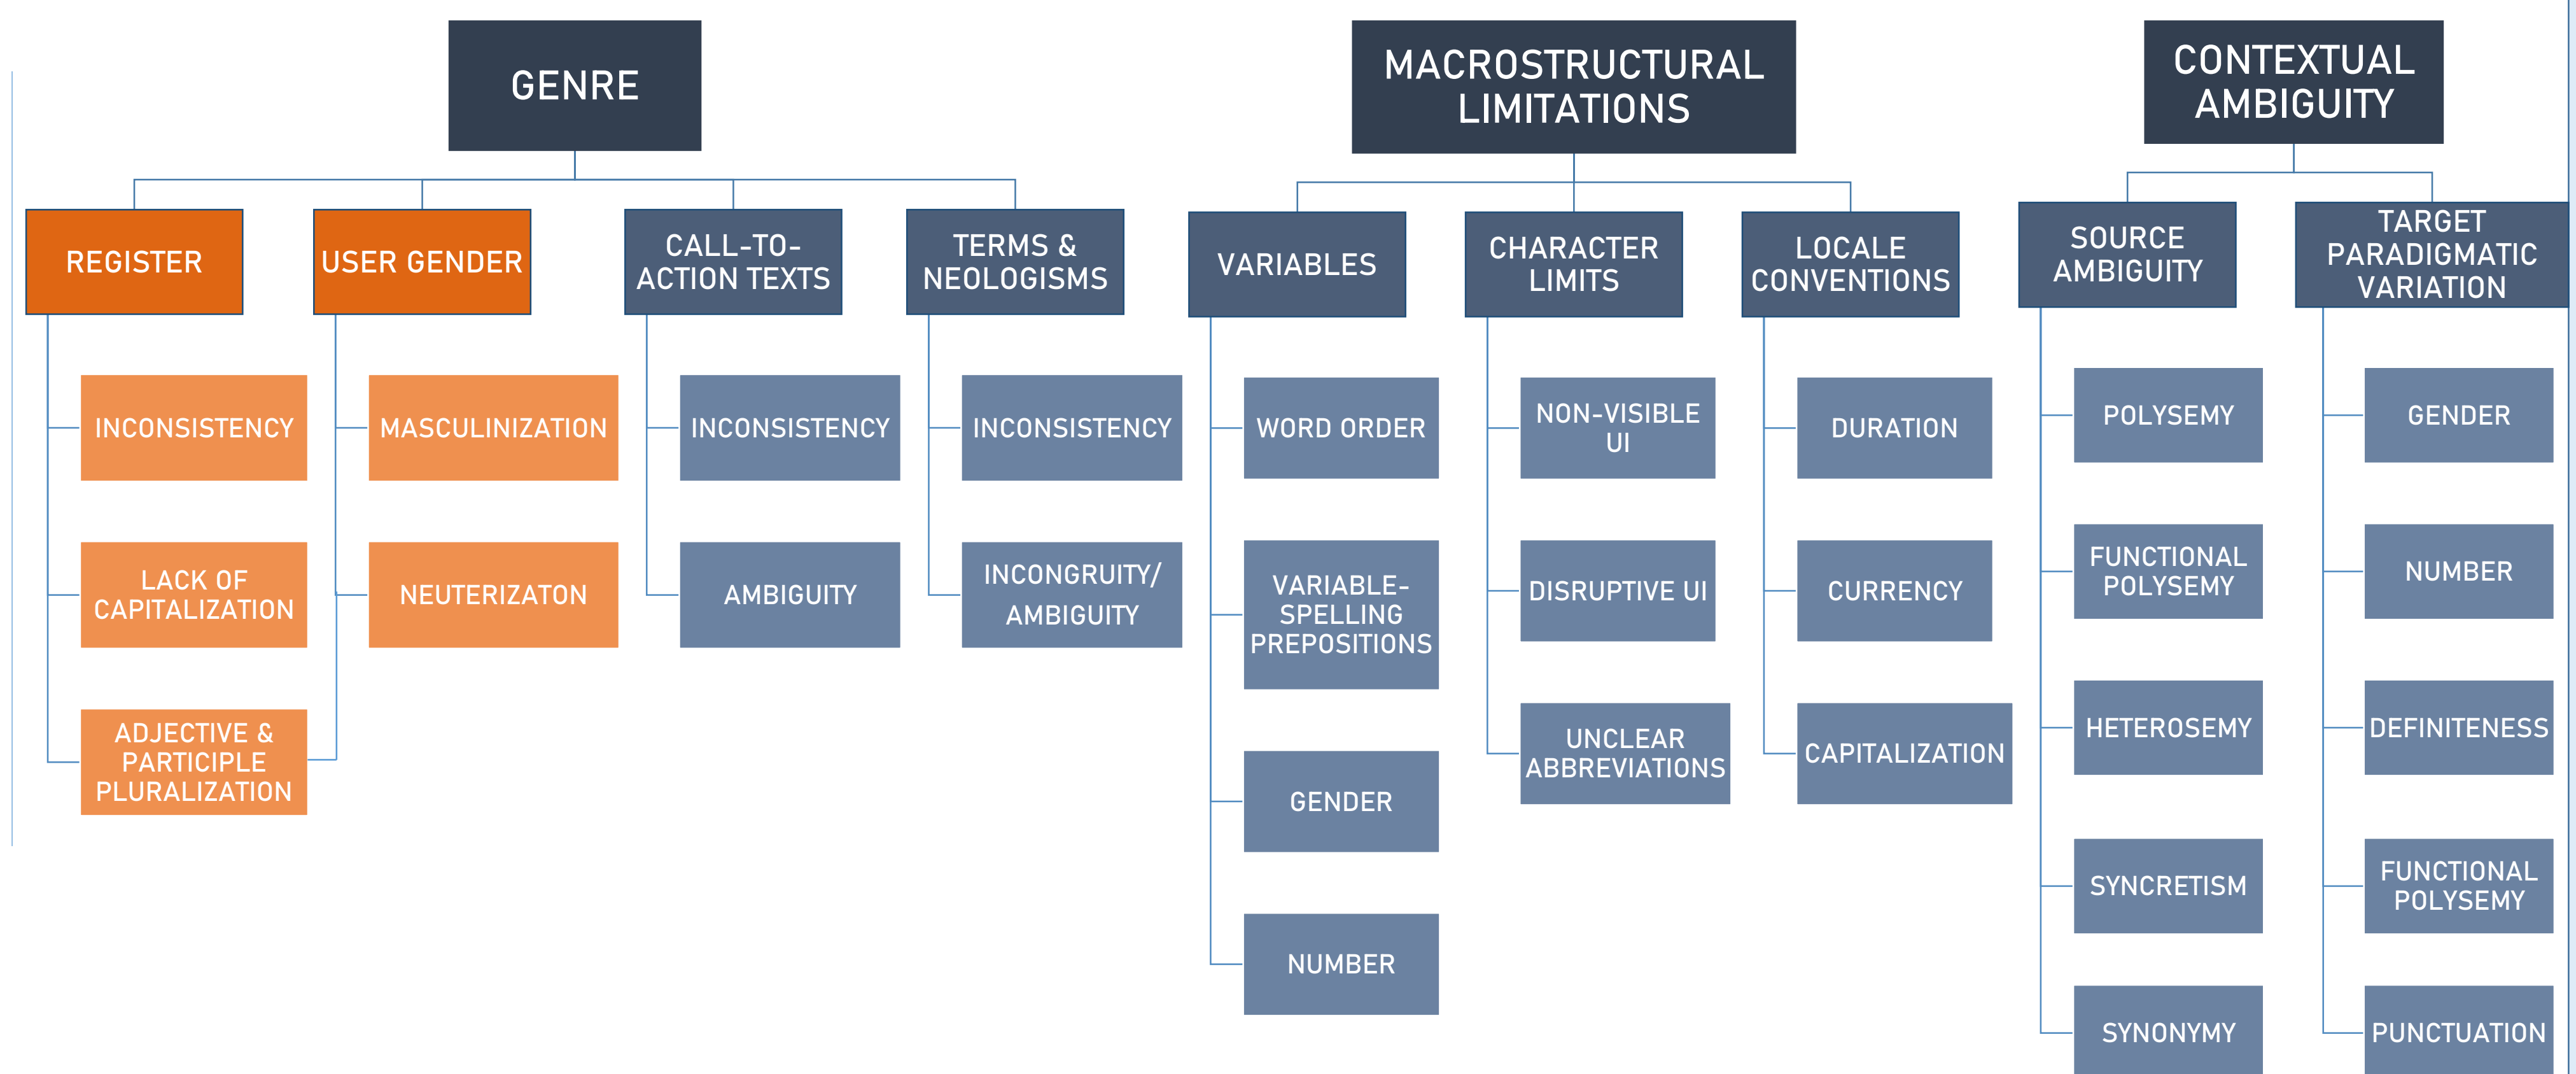 GENRE
REGISTER
INCONSISTENCY
LACK OF
CAPITALIZATION
ADJECTIVE &
PARTICIPLE
PLURALIZATION
USER GENDER
MASCULINIZATION
NEUTERIZATON
CALL-TO-
ACTION TEXTS
INCONSISTENCY
AMBIGUITY
TERMS &
NEOLOGISMS
INCONSISTENCY
INCONGRUITY/
AMBIGUITY
MACROSTRUCTURAL
LIMITATIONS
VARIABLES
WORD ORDER
VARIABLE-
SPELLING
PREPOSITIONS
GENDER
NUMBER
CHARACTER
LIMITS
NON-VISIBLE
UI
DISRUPTIVE UI
UNCLEAR
ABBREVIATIONS
LOCALE
CONVENTIONS
DURATION
CURRENCY
CAPITALIZATION
CONTEXTUAL
AMBIGUITY
SOURCE
AMBIGUITY
POLYSEMY
FUNCTIONAL
POLYSEMY
HETEROSEMY
SYNCRETISM
SYNONYMY
TARGET
PARADIGMATIC
VARIATION
GENDER
NUMBER
DEFINITENESS
FUNCTIONAL
POLYSEMY
PUNCTUATION